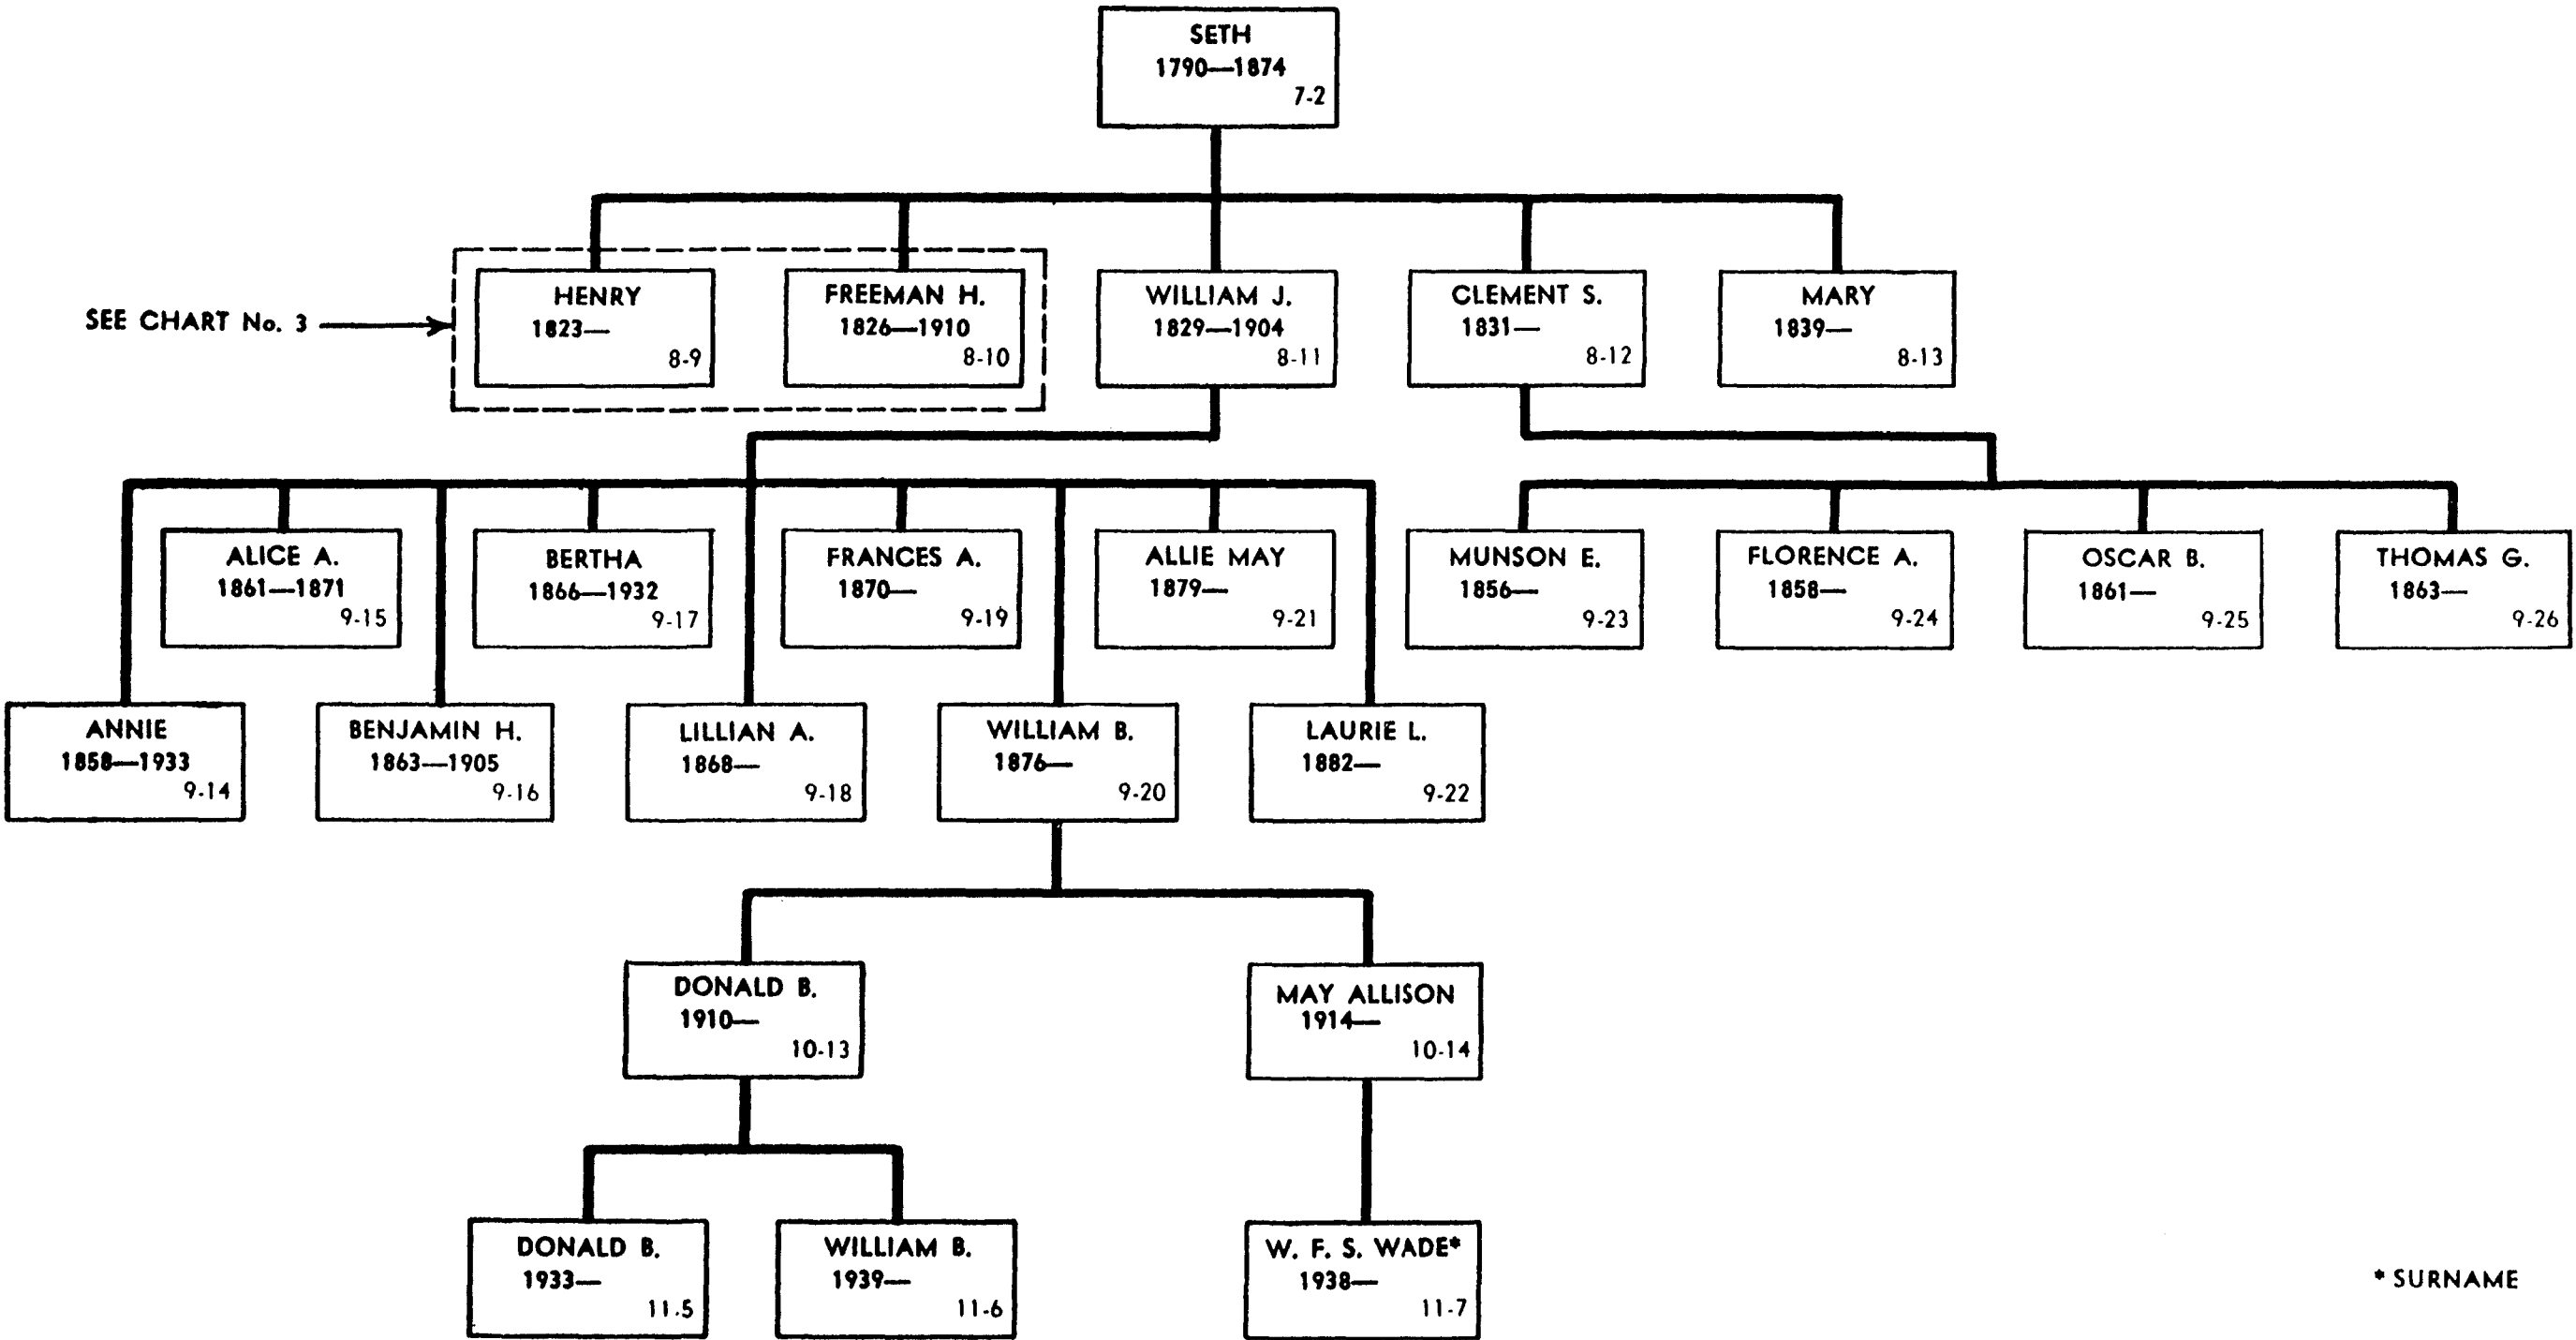 SETH
1790—1874
7-2
SEE CHART No. 3
HENRY
1823—
8-9
FREEMAN H.
1826—1910
8-10
WILLIAM J.
1829—1904
8-11
CLEMENT S.
1831—
8-12
MARY
1839—
8-13
ALICE A.
1861—1871
9-15
BERTHA
1866—1932
9-17
FRANCES A.
1870—
9-19
ALLIE MAY
1879—
9-21
MUNSON E.
1856—
9-23
FLORENCE A.
1858—
9-24
OSCAR B.
1861—
9-25
THOMAS G.
1863—
9-26
ANNIE
1858—1933
9-14
BENJAMIN H.
1863—1905
9-16
LILLIAN A.
1868—
9-18
WILLIAM B.
1876—
9-20
LAURIE L.
1882—
9-22
DONALD B.
1910—
10-13
MAY ALLISON
1914—
10-14
DONALD B.
1933—
11-5
WILLIAM B.
1939—
11-6
W. F. S. WADE*
1938—
11-7
* SURNAME